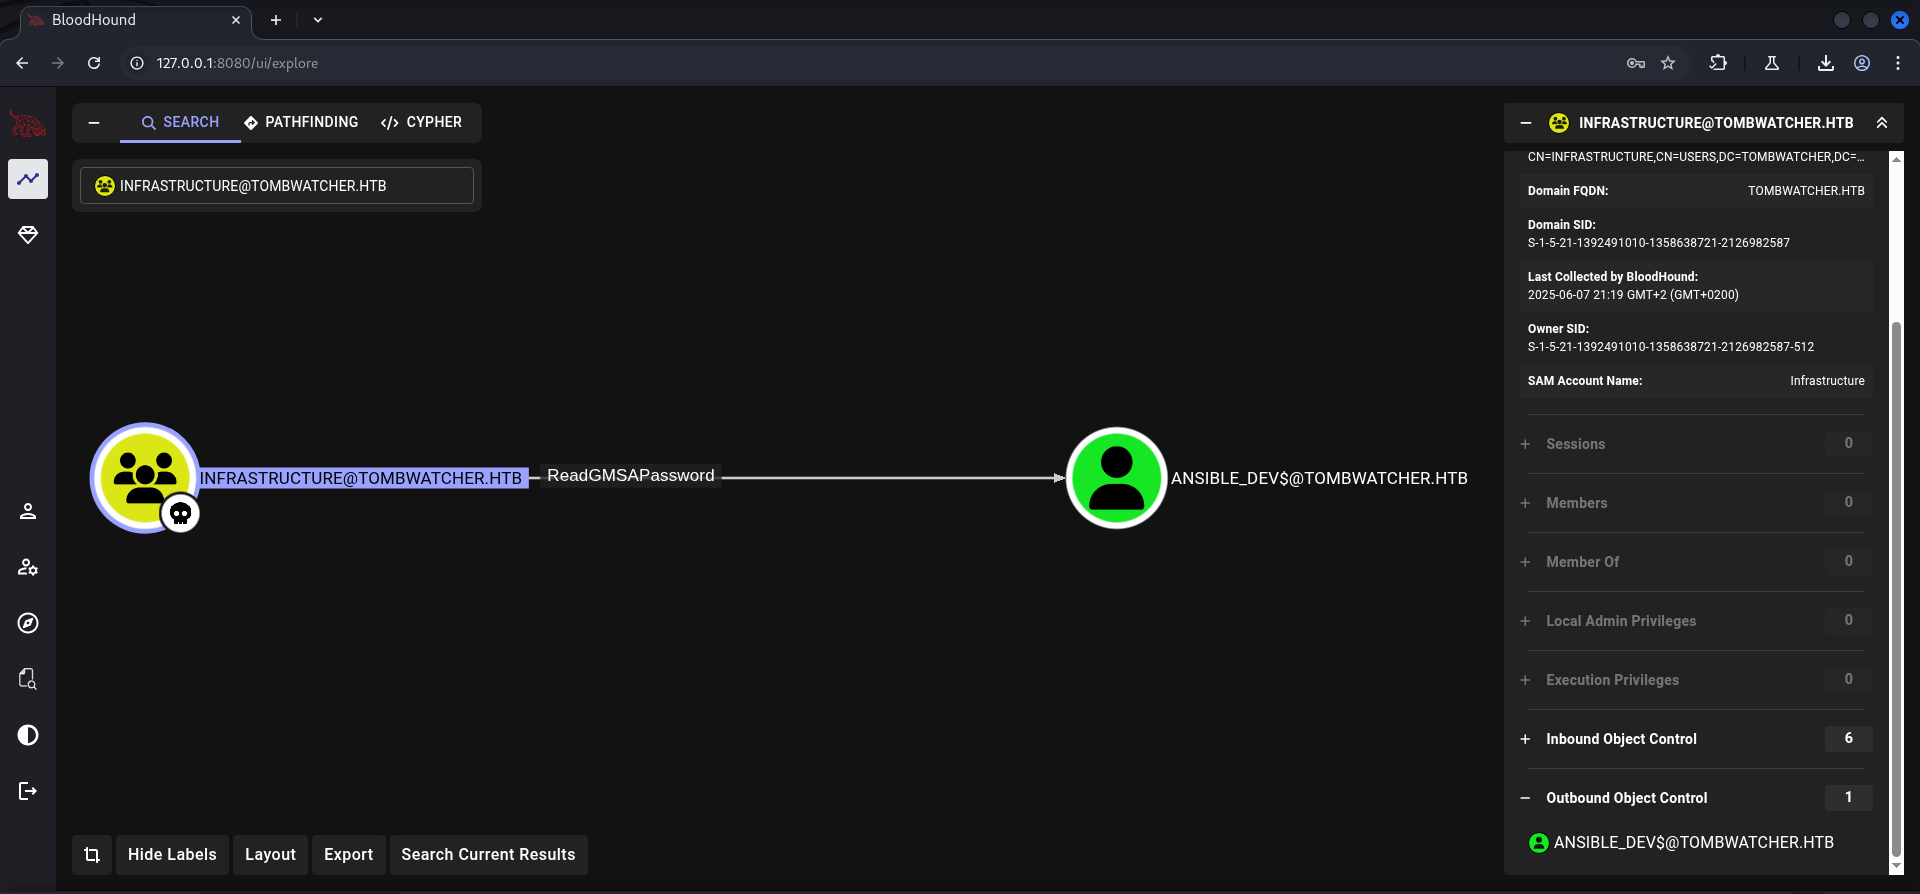 BloodHound
127.0.0.1:8080/ui/explore
SEARCH
PATHFINDING
</> CYPHER
INFRASTRUCTURE@TOMBWATCHER.HTB
INFRASTRUCTURE@TOMBWATCHER.HTB
ReadGMSAPassword
ANSIBLE_DEV$@TOMBWATCHER.HTB
Hide Labels
Layout
Export
Search Current Results
INFRASTRUCTURE@TOMBWATCHER.HTB
CN=INFRASTRUCTURE,CN=USERS,DC=TOMBWATCHER,DC=...
Domain FQDN: TOMBWATCHER.HTB
Domain SID:
S-1-5-21-1392491010-1358638721-2126982587
Last Collected by BloodHound:
2025-06-07 21:19 GMT+2 (GMT+0200)
Owner SID:
S-1-5-21-1392491010-1358638721-2126982587-512
SAM Account Name: Infrastructure
Sessions 0
Members 0
Member Of 0
Local Admin Privileges 0
Execution Privileges 0
Inbound Object Control 6
Outbound Object Control 1
ANSIBLE_DEV$@TOMBWATCHER.HTB